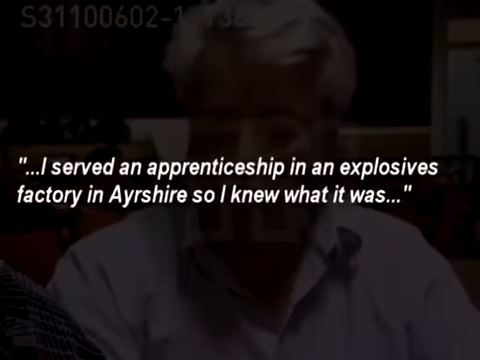 "...I served an apprenticeship in an explosives
factory in Ayrshire so I knew what it was..."